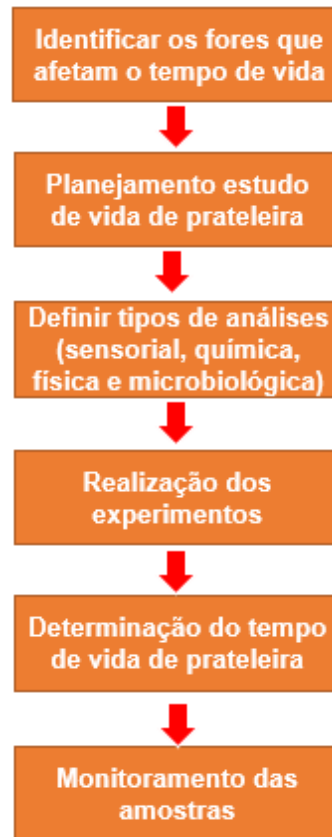 Identificar os fores que
afetam o tempo de vida
Planejamento estudo
de vida de prateleira
Definir tipos de análises
(sensorial, química,
física e microbiológica)
Realização dos
experimentos
Determinação do tempo
de vida de prateleira
Monitoramento das
amostras